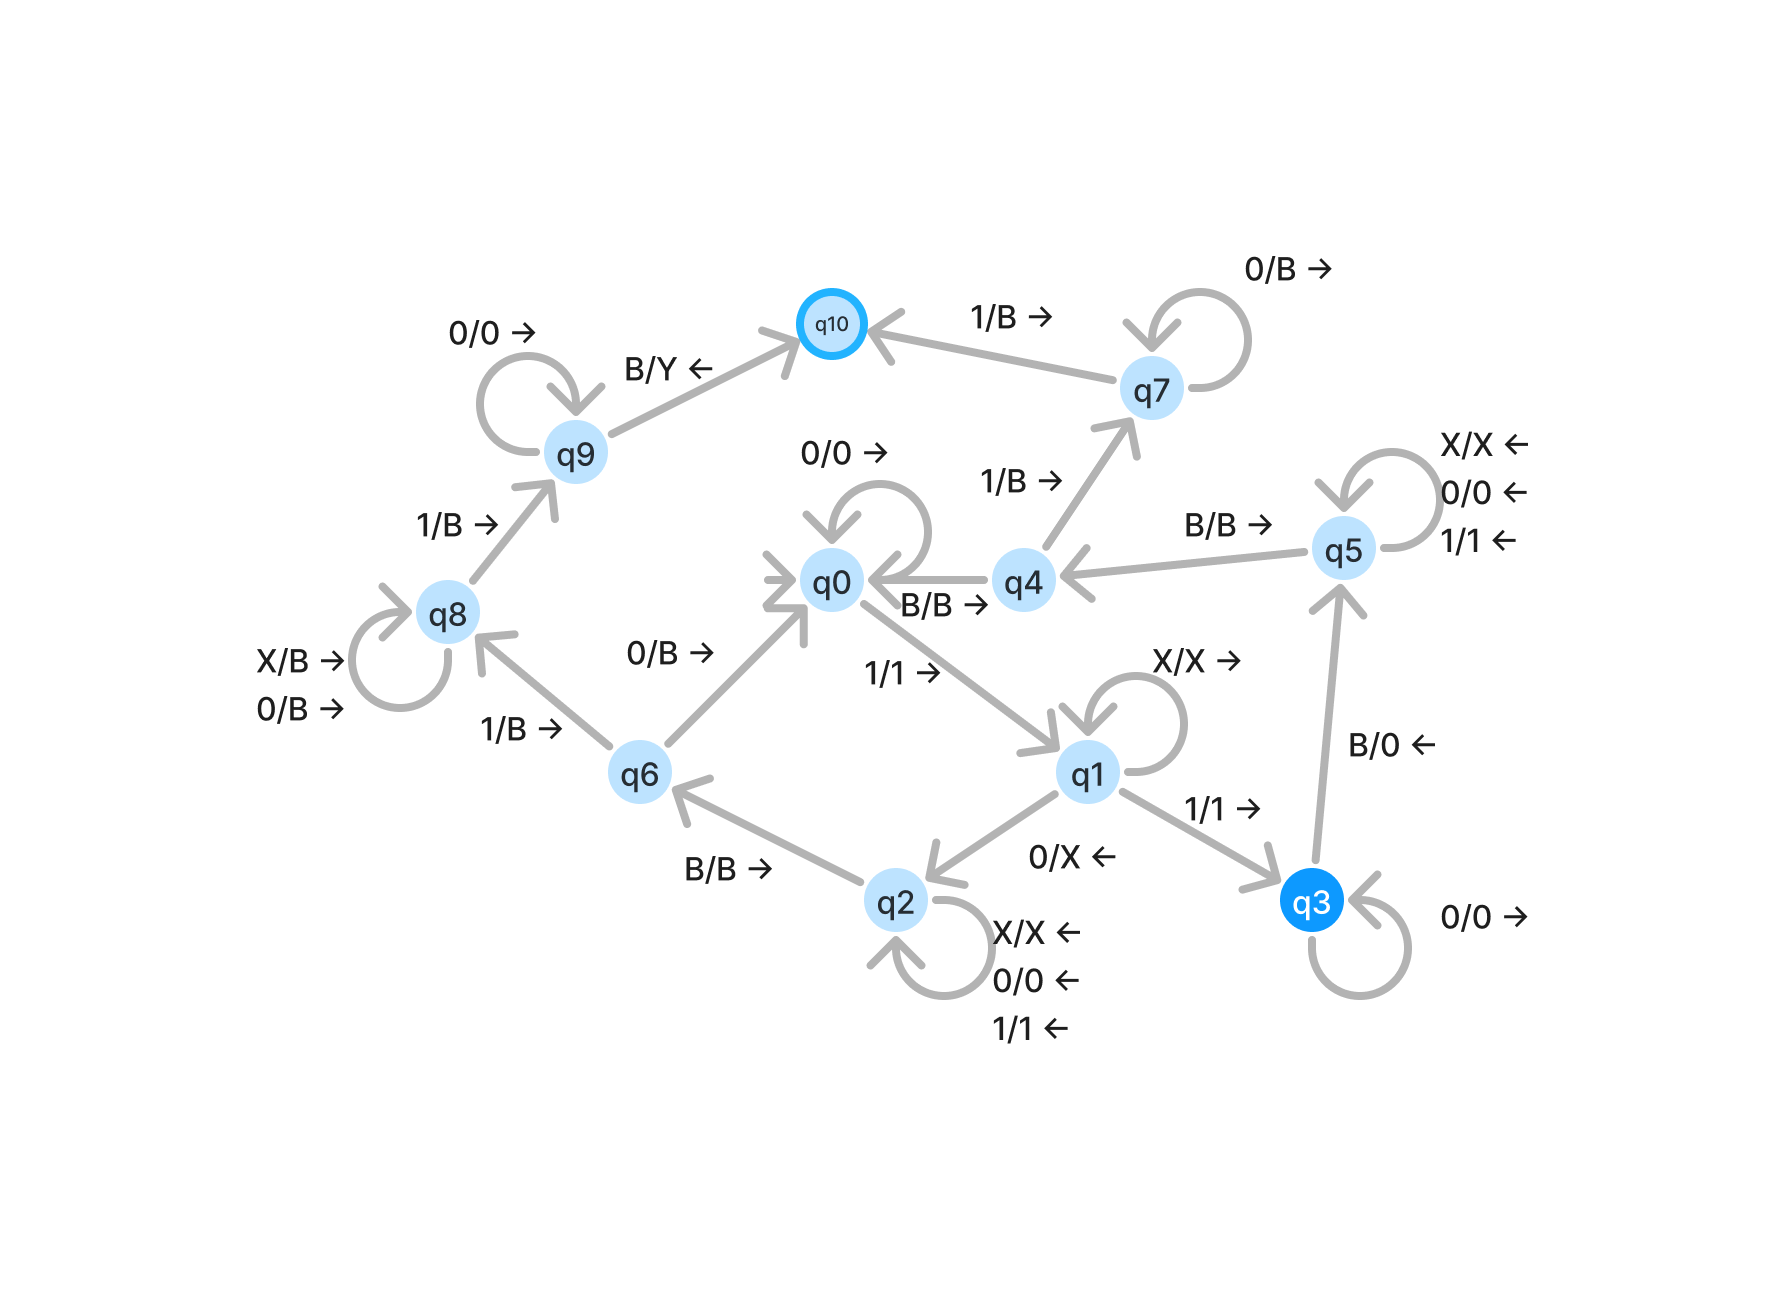 0/B →
q10
1/B →
0/0 →
B/Y ←
q7
q9
0/0 →
X/X ←
0/0 ←
1/1 ←
1/B →
1/B →
B/B →
q5
q0
q4
B/B →
q8
X/B →
0/B →
0/B →
1/1 →
X/X →
1/B →
B/0 ←
q6
q1
1/1 →
0/X ←
B/B →
q2
q3
0/0 →
X/X ←
0/0 ←
1/1 ←